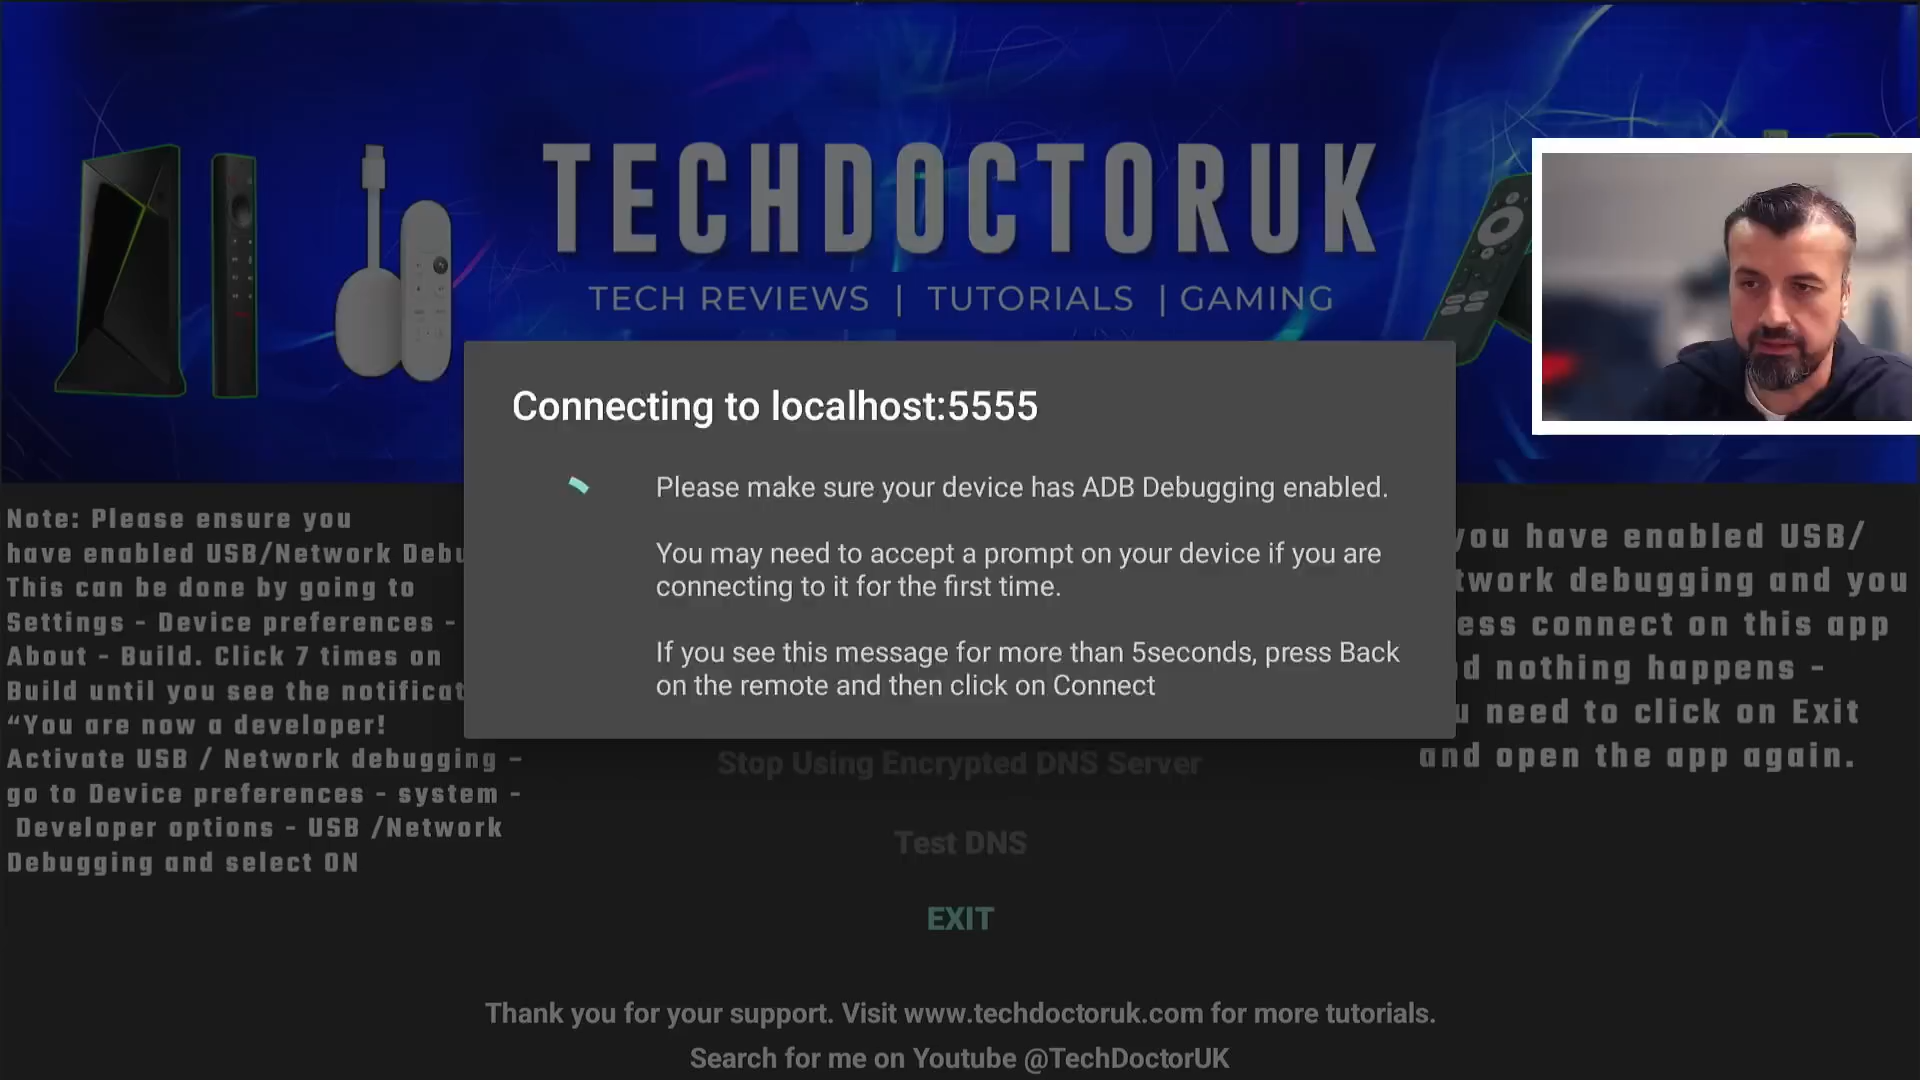 TECHDOCTORUK
TECH REVIEWS | TUTORIALS | GAMING
Connecting to localhost:5555
Please make sure your device has ADB Debugging enabled.
You may need to accept a prompt on your device if you are
connecting to it for the first time.
If you see this message for more than 5seconds, press Back
on the remote and then click on Connect
Note: Please ensure you
have enabled USB/Network Debu
This can be done by going to
Settings - Device preferences -
About - Build. Click 7 times on
Build until you see the notificat
“You are now a developer!
Activate USB / Network debugging –
go to Device preferences - system -
Developer options - USB /Network
Debugging and select ON
you have enabled USB/
twork debugging and you
ess connect on this app
d nothing happens -
u need to click on Exit
and open the app again.
Stop Using Encrypted DNS Server
Test DNS
EXIT
Thank you for your support. Visit www.techdoctoruk.com for more tutorials.
Search for me on Youtube @TechDoctorUK